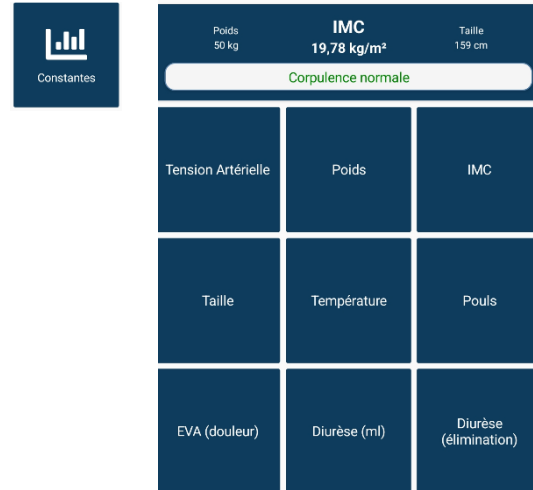 Constantes
Poids
50 kg
IMC
19,78 kg/m²
Taille
159 cm
Corpulence normale
Tension Artérielle
Poids
IMC
Taille
Température
Pouls
EVA (douleur)
Diurèse (ml)
Diurèse
(élimination)